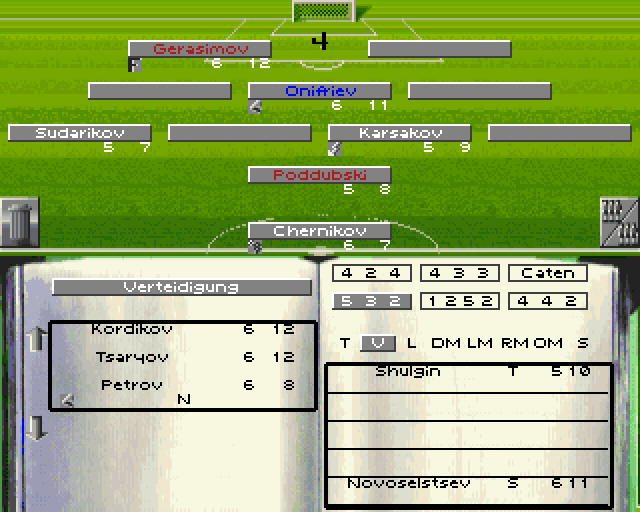 4
Gerasimov
6 12
Onifriev
6 11
Sudarikov Karsakov
5 7 5 9
Poddubski
5 8
Chernikov
6 7
4 2 4 4 3 3 Caten
Verteidigung
5 3 2 1 2 5 2 4 4 2
Kordikov 6 12
Tsaryov 6 12
Petrov 6 8
N
T V L DM LM RM OM S
Shulgin T 5 10
Novoselstsev S 6 11